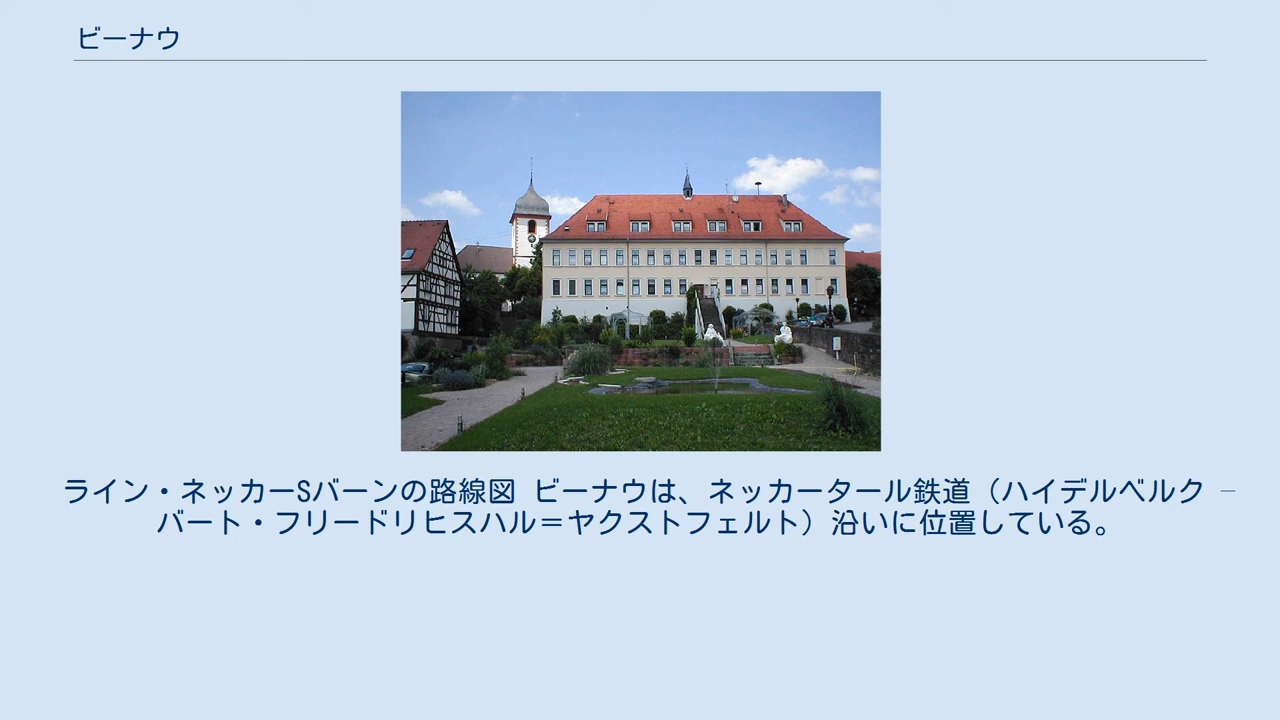 ビーナウ
ライン・ネッカーSバーンの路線図 ビーナウは、ネッカータール鉄道（ハイデルベルク –
バート・フリードリヒスハル＝ヤクストフェルト）沿いに位置している。